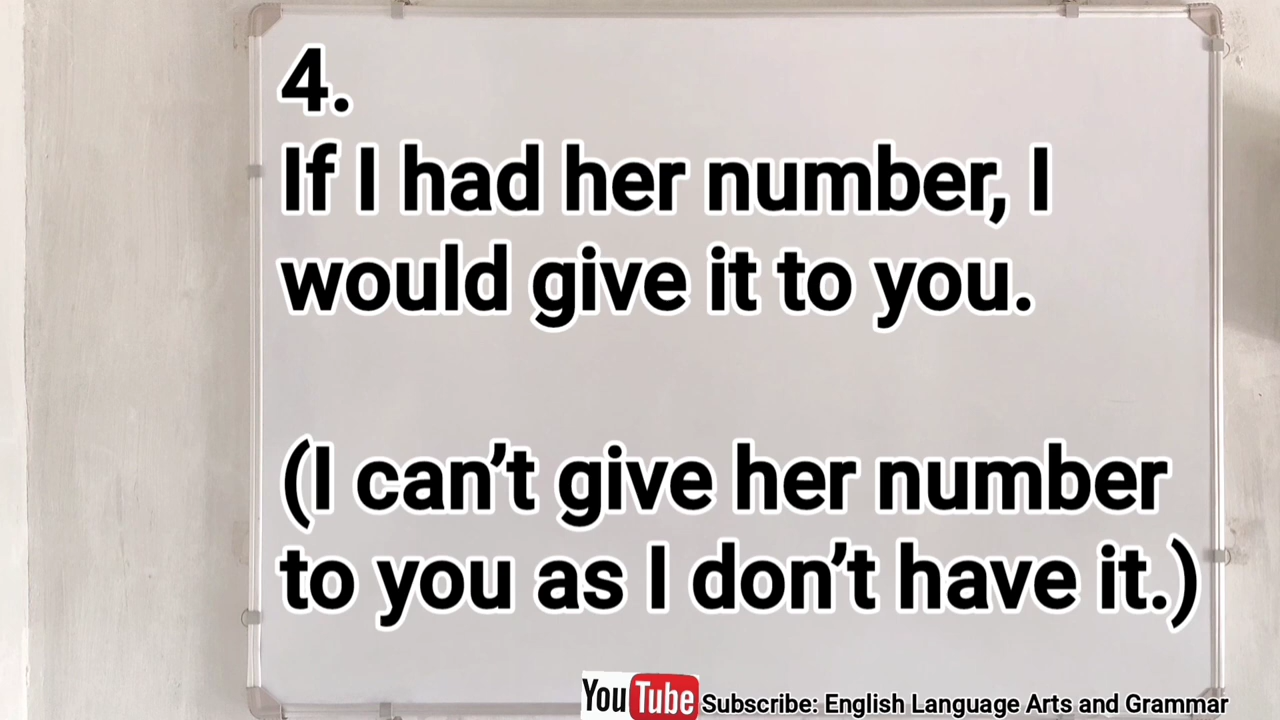 4.
If I had her number, I
would give it to you.
(I can’t give her number
to you as I don’t have it.)
YouTube Subscribe: English Language Arts and Grammar